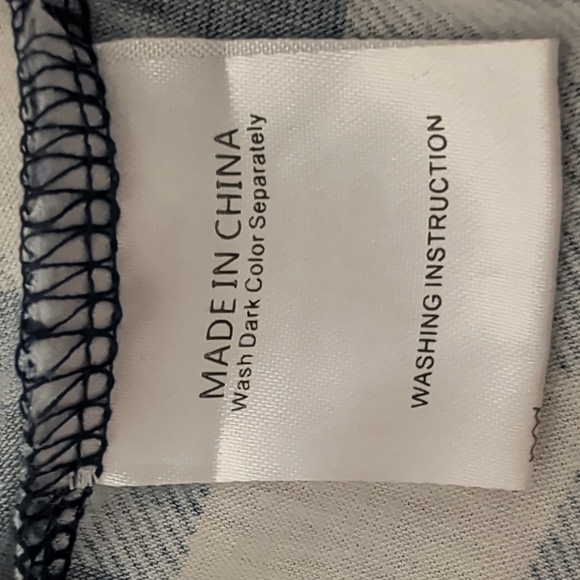 MADE IN CHINA
Wash Dark Color Separately
WASHING INSTRUCTION